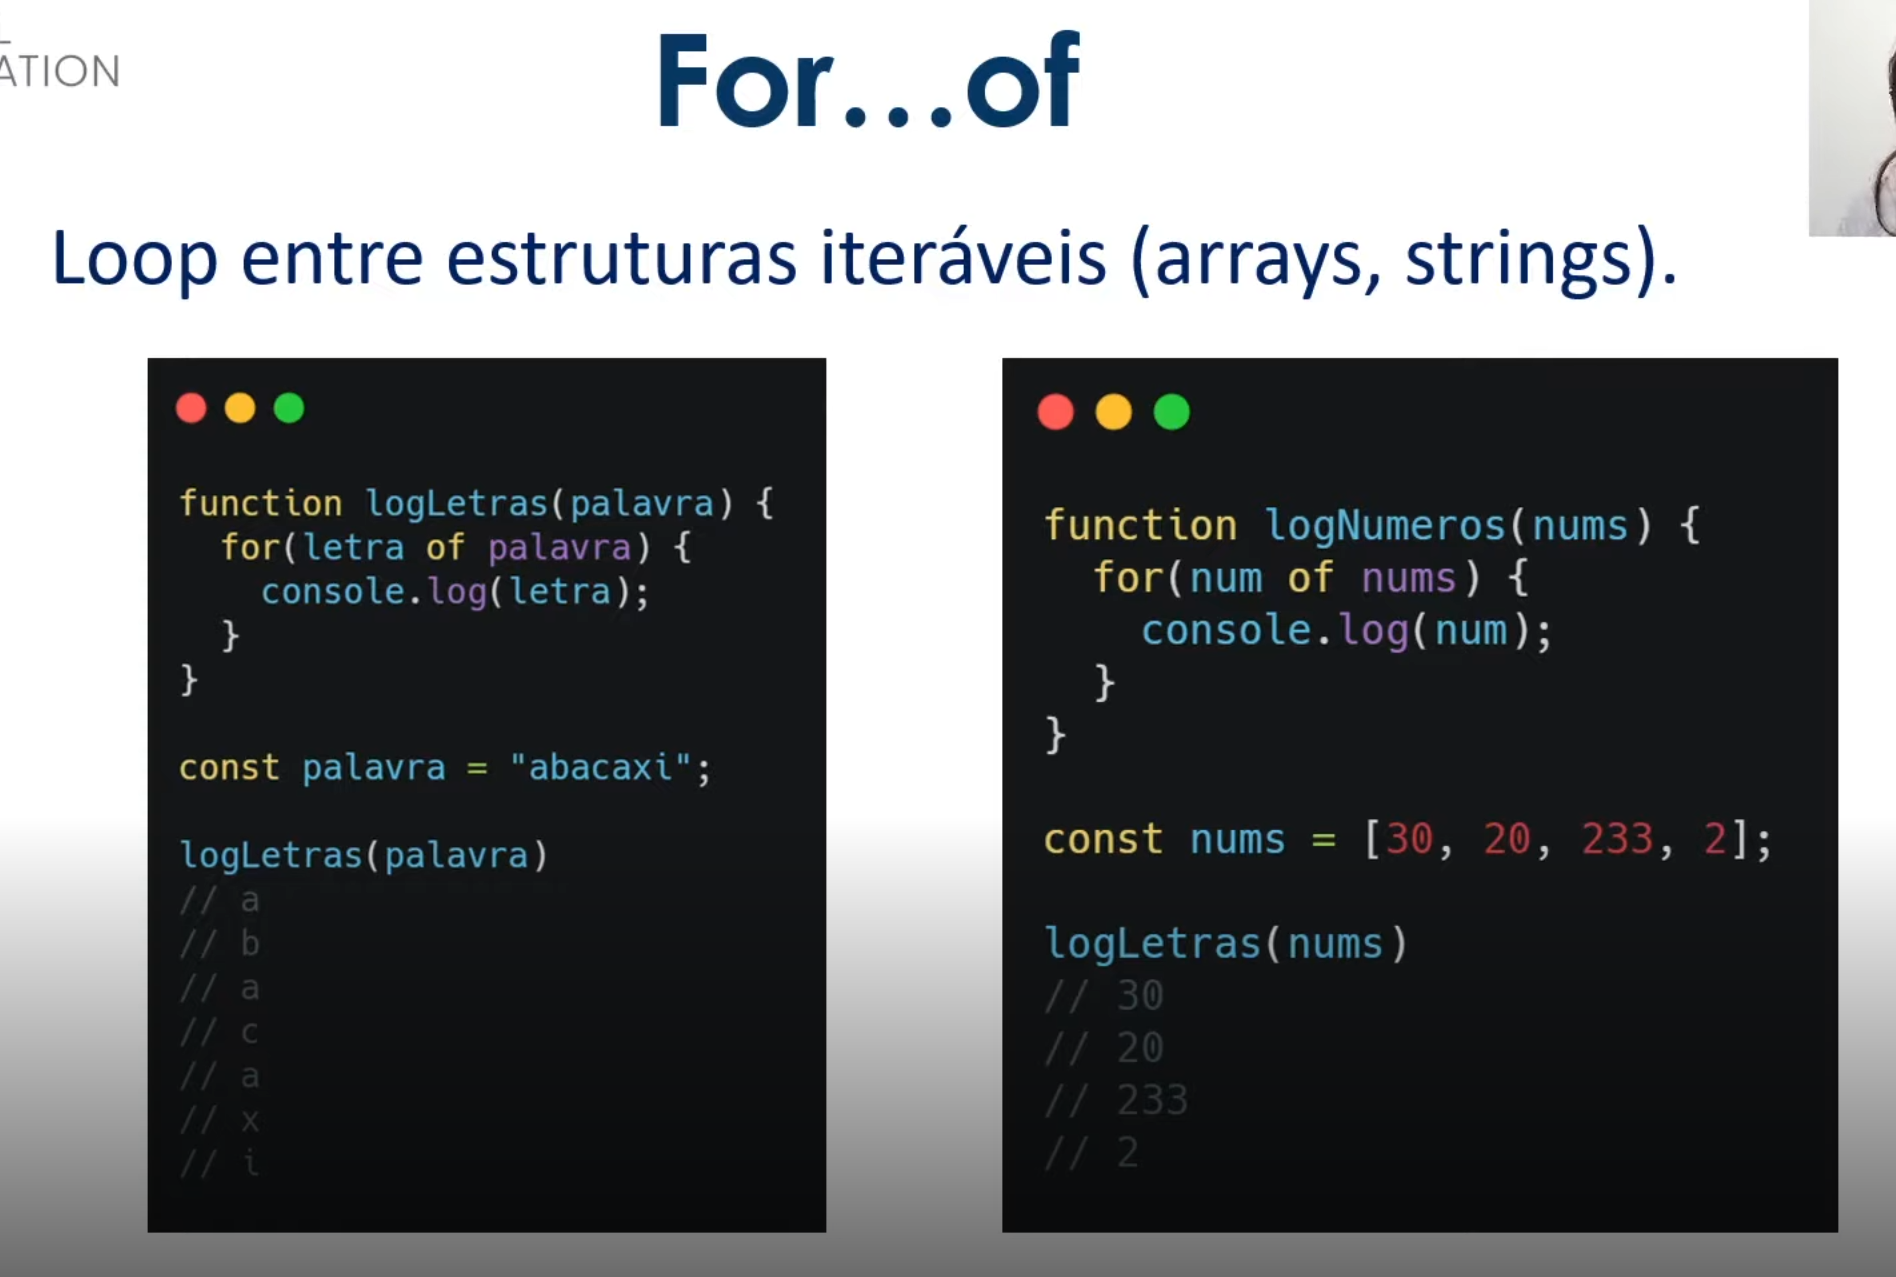 ATION
For...of
Loop entre estruturas iteráveis (arrays, strings).
function logLetras(palavra) {
for(letra of palavra) {
console.log(letra);
}
}
const palavra = "abacaxi";
logLetras(palavra)
// a
// b
// a
// c
// a
// x
// i
function logNumeros(nums) {
for(num of nums) {
console.log(num);
}
}
const nums = [30, 20, 233, 2];
logLetras(nums)
// 30
// 20
// 233
// 2